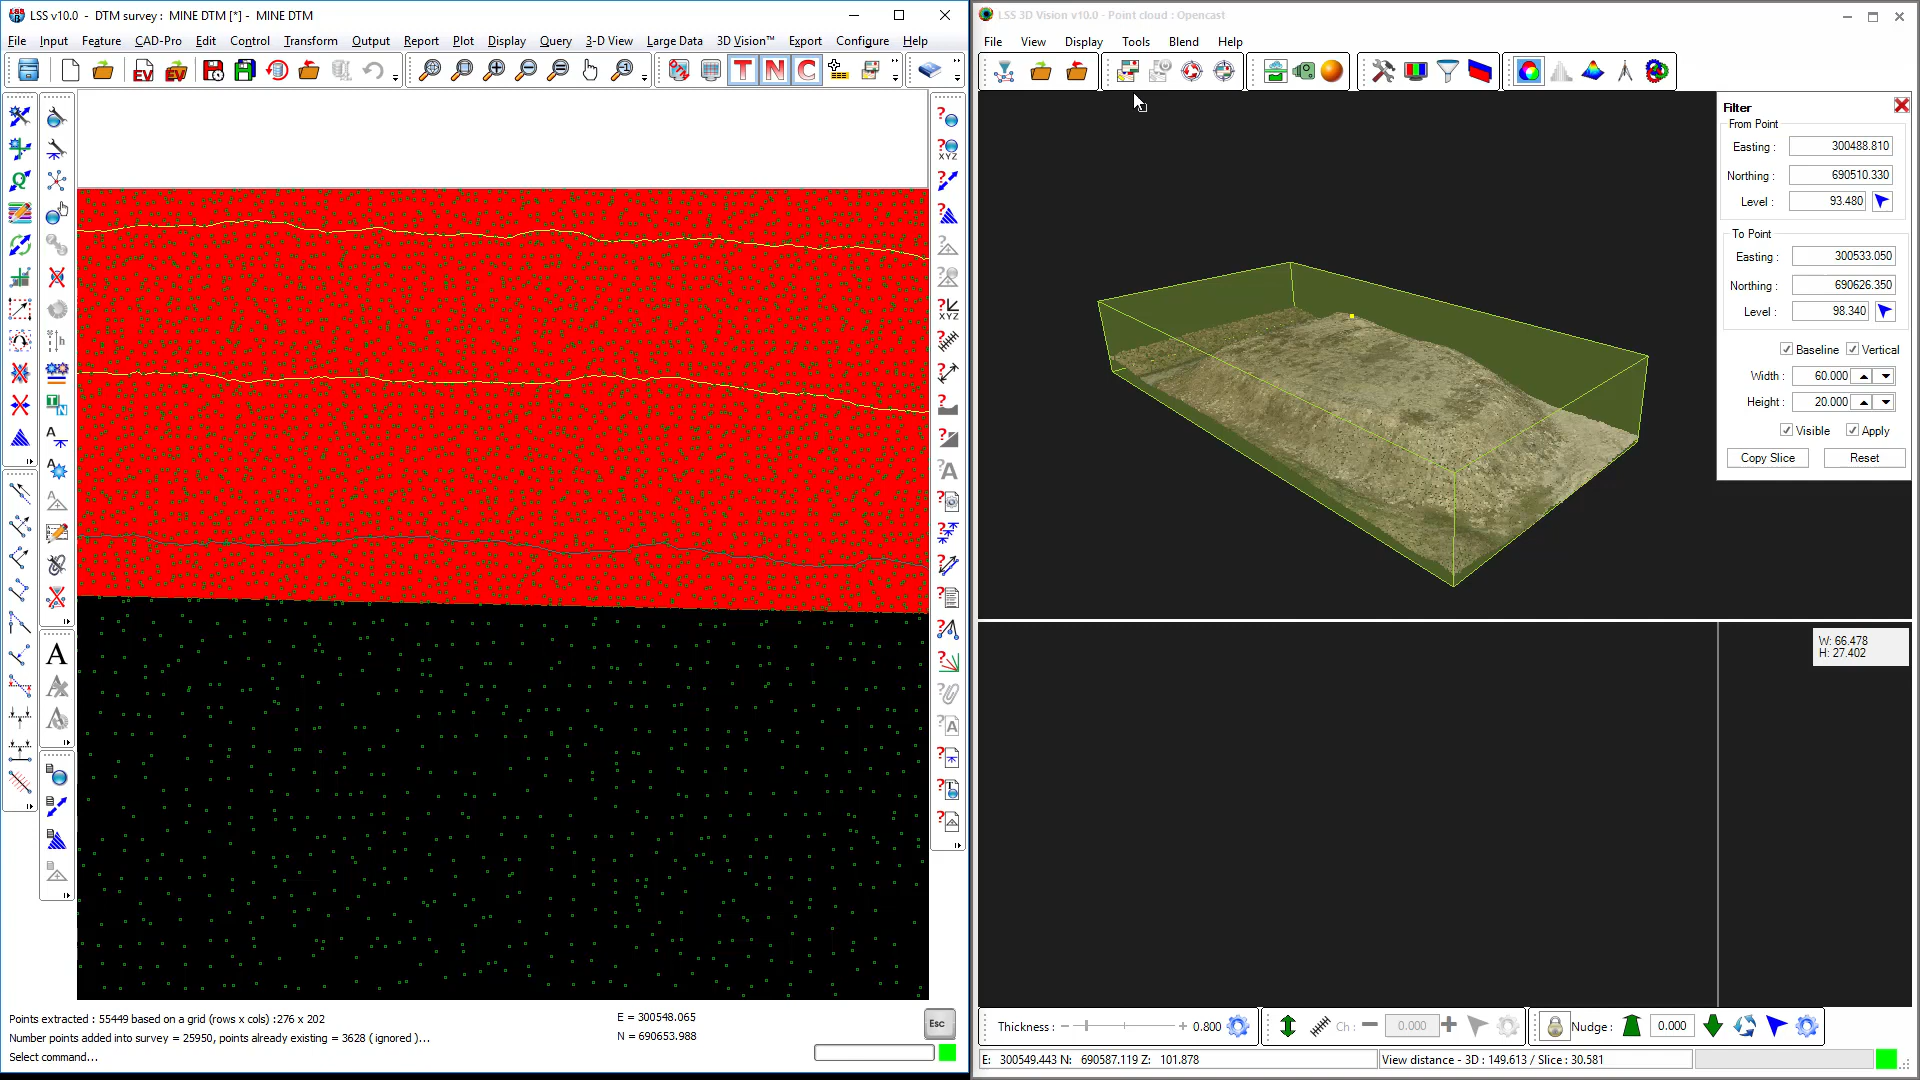 LSS v10.0 - DTM survey : MINE DTM [*] - MINE DTM
File Input Feature CAD-Pro Edit Control Transform Output Report Plot Display Query 3-D View Large Data 3D Vision™ Export Configure Help
EV EV T N C
?XYZ
Q
?XYZ
T N
A
A
?A
A
?A
Points extracted : 55449 based on a grid (rows x cols) :276 x 202
Number points added into survey = 25950, points already existing = 3628 ( ignored )...
Select command...
E = 300548.065
N = 690653.988
Esc
LSS 3D Vision v10.0 - Point cloud : Opencast
File View Display Tools Blend Help
Filter
From Point
Easting : 300488.810
Northing : 690510.330
Level : 93.480
To Point
Easting : 300533.050
Northing : 690626.350
Level : 98.340
Baseline Vertical
Width : 60.000
Height : 20.000
Visible Apply
Copy Slice Reset
W: 66.478
H: 27.402
Thickness : 0.800 Ch : 0.000 Nudge : 0.000
E: 300549.443 N: 690587.119 Z: 101.878 View distance - 3D : 149.613 / Slice : 30.581